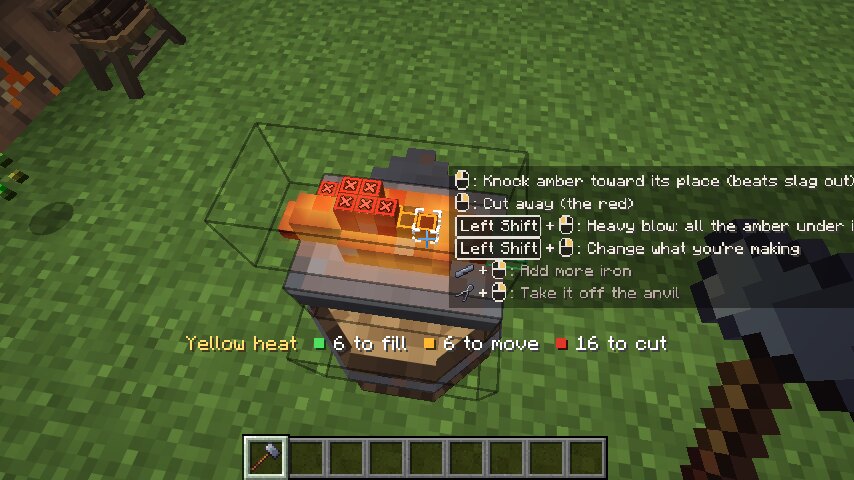 : Knock amber toward its place (beats slag out)
: Cut away (the red)
Left Shift + : Heavy blow: all the amber under i
Left Shift + : Change what you're making
+ : Add more iron
+ : Take it off the anvil
Yellow heat 6 to fill 6 to move 16 to cut